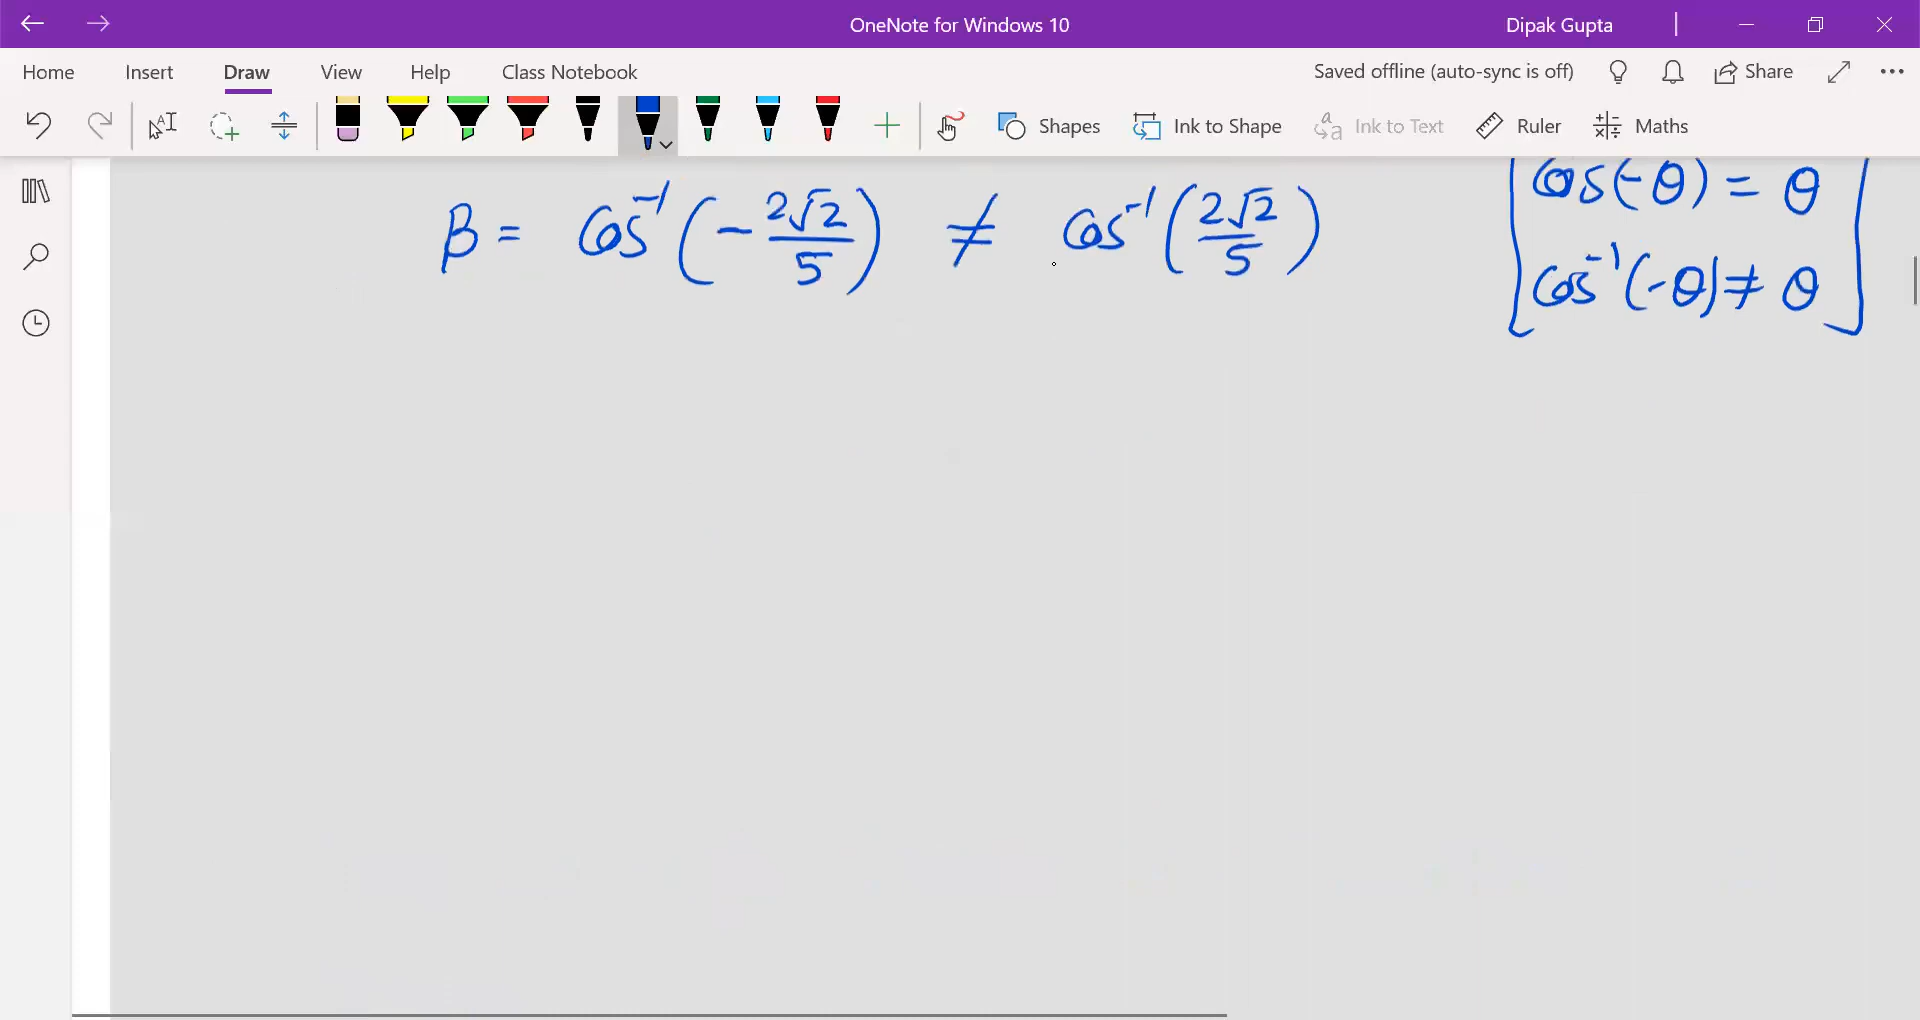 OneNote for Windows 10 Dipak Gupta
Home Insert Draw View Help Class Notebook Saved offline (auto-sync is off) Share
Shapes Ink to Shape Ink to Text Ruler Maths
Cos(-θ) = θ
β = Cos⁻¹(-2√2/5) ≠ Cos⁻¹(2√2/5)
Cos⁻¹(-θ) ≠ θ